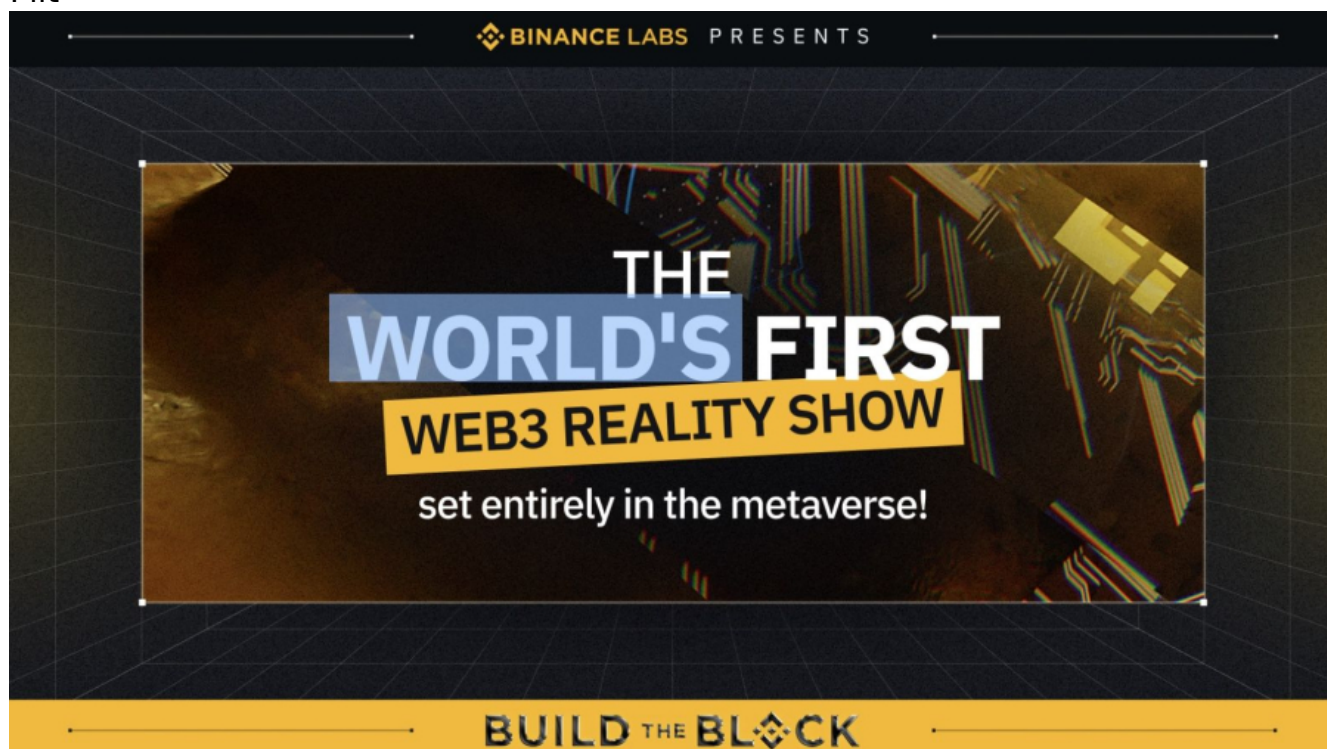 BINANCE LABS PRESENTS
THE
WORLD'S FIRST
WEB3 REALITY SHOW
set entirely in the metaverse!
BUILD THE BLOCK